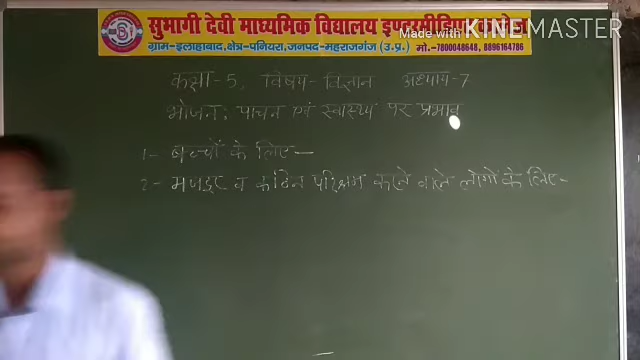 सुभागी देवी माध्यमिक विद्यालय इण्टरमीडिएट कालेज
ग्राम-इलाहाबाद,क्षेत्र-पनियरा,जनपद-महराजगंज (उ.प्र.) मो.-7800048648, 8896164786
Made with KINEMASTER
कक्षा-5, विषय-विज्ञान अध्याय-7
भोजन: पाचन एवं स्वास्थ्य पर प्रभाव
1- बच्चों के लिए-
2- मजदूर व कठिन परिश्रम करने वाले लोगों के लिए-